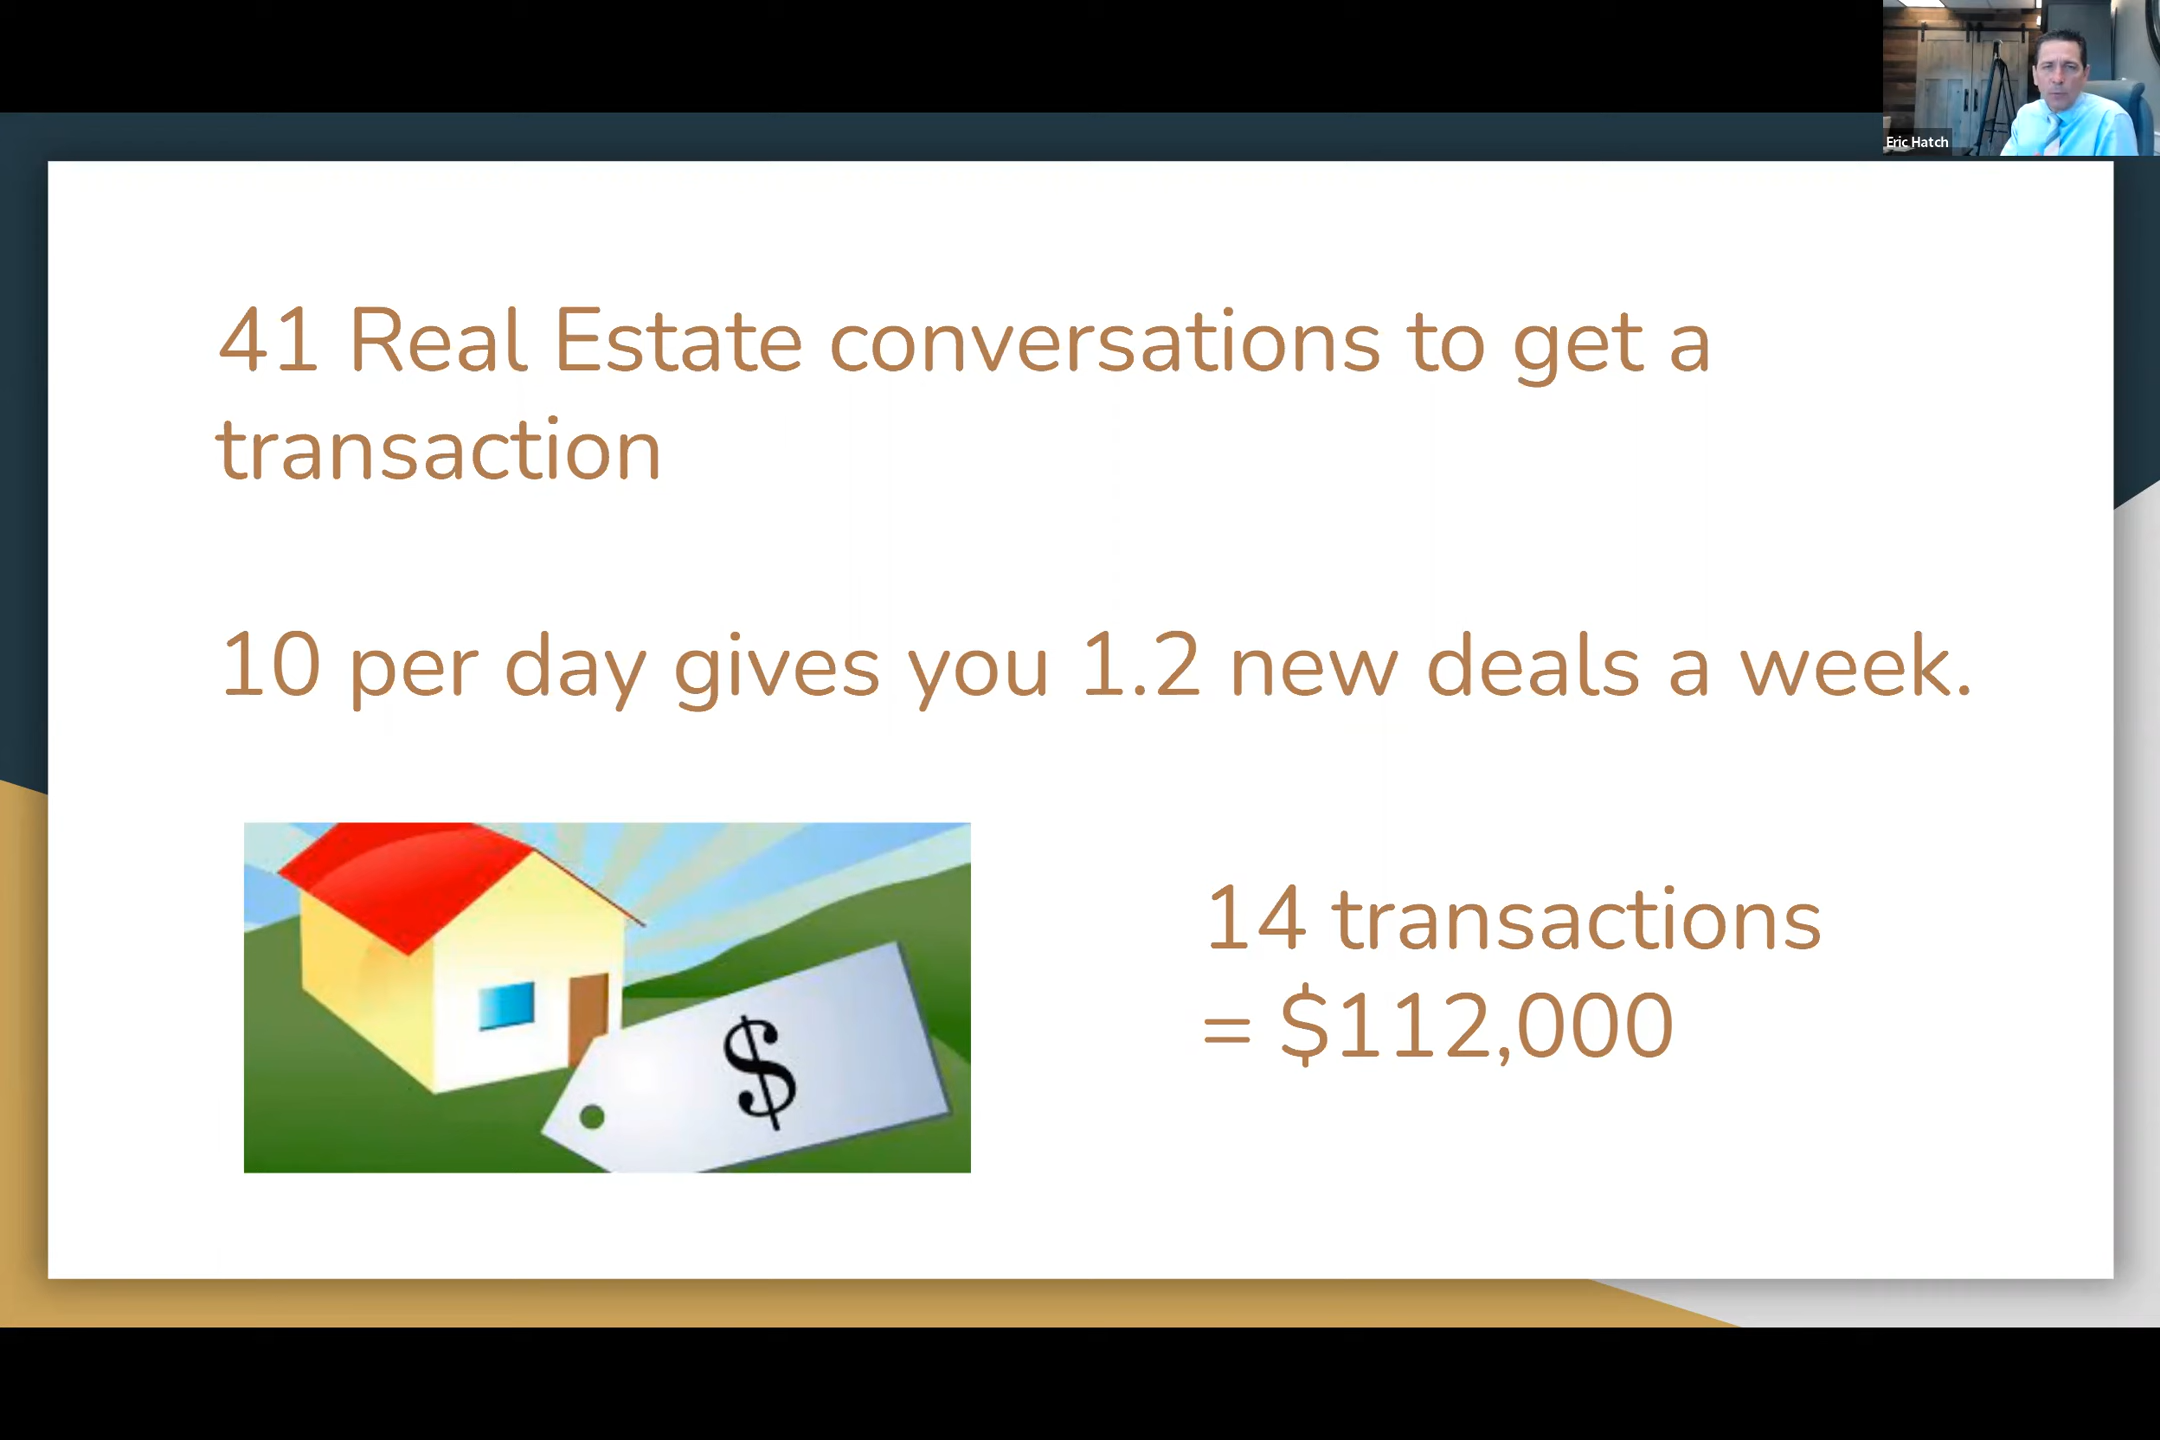 Eric Hatch
41 Real Estate conversations to get a
transaction
10 per day gives you 1.2 new deals a week.
$
14 transactions
= $112,000